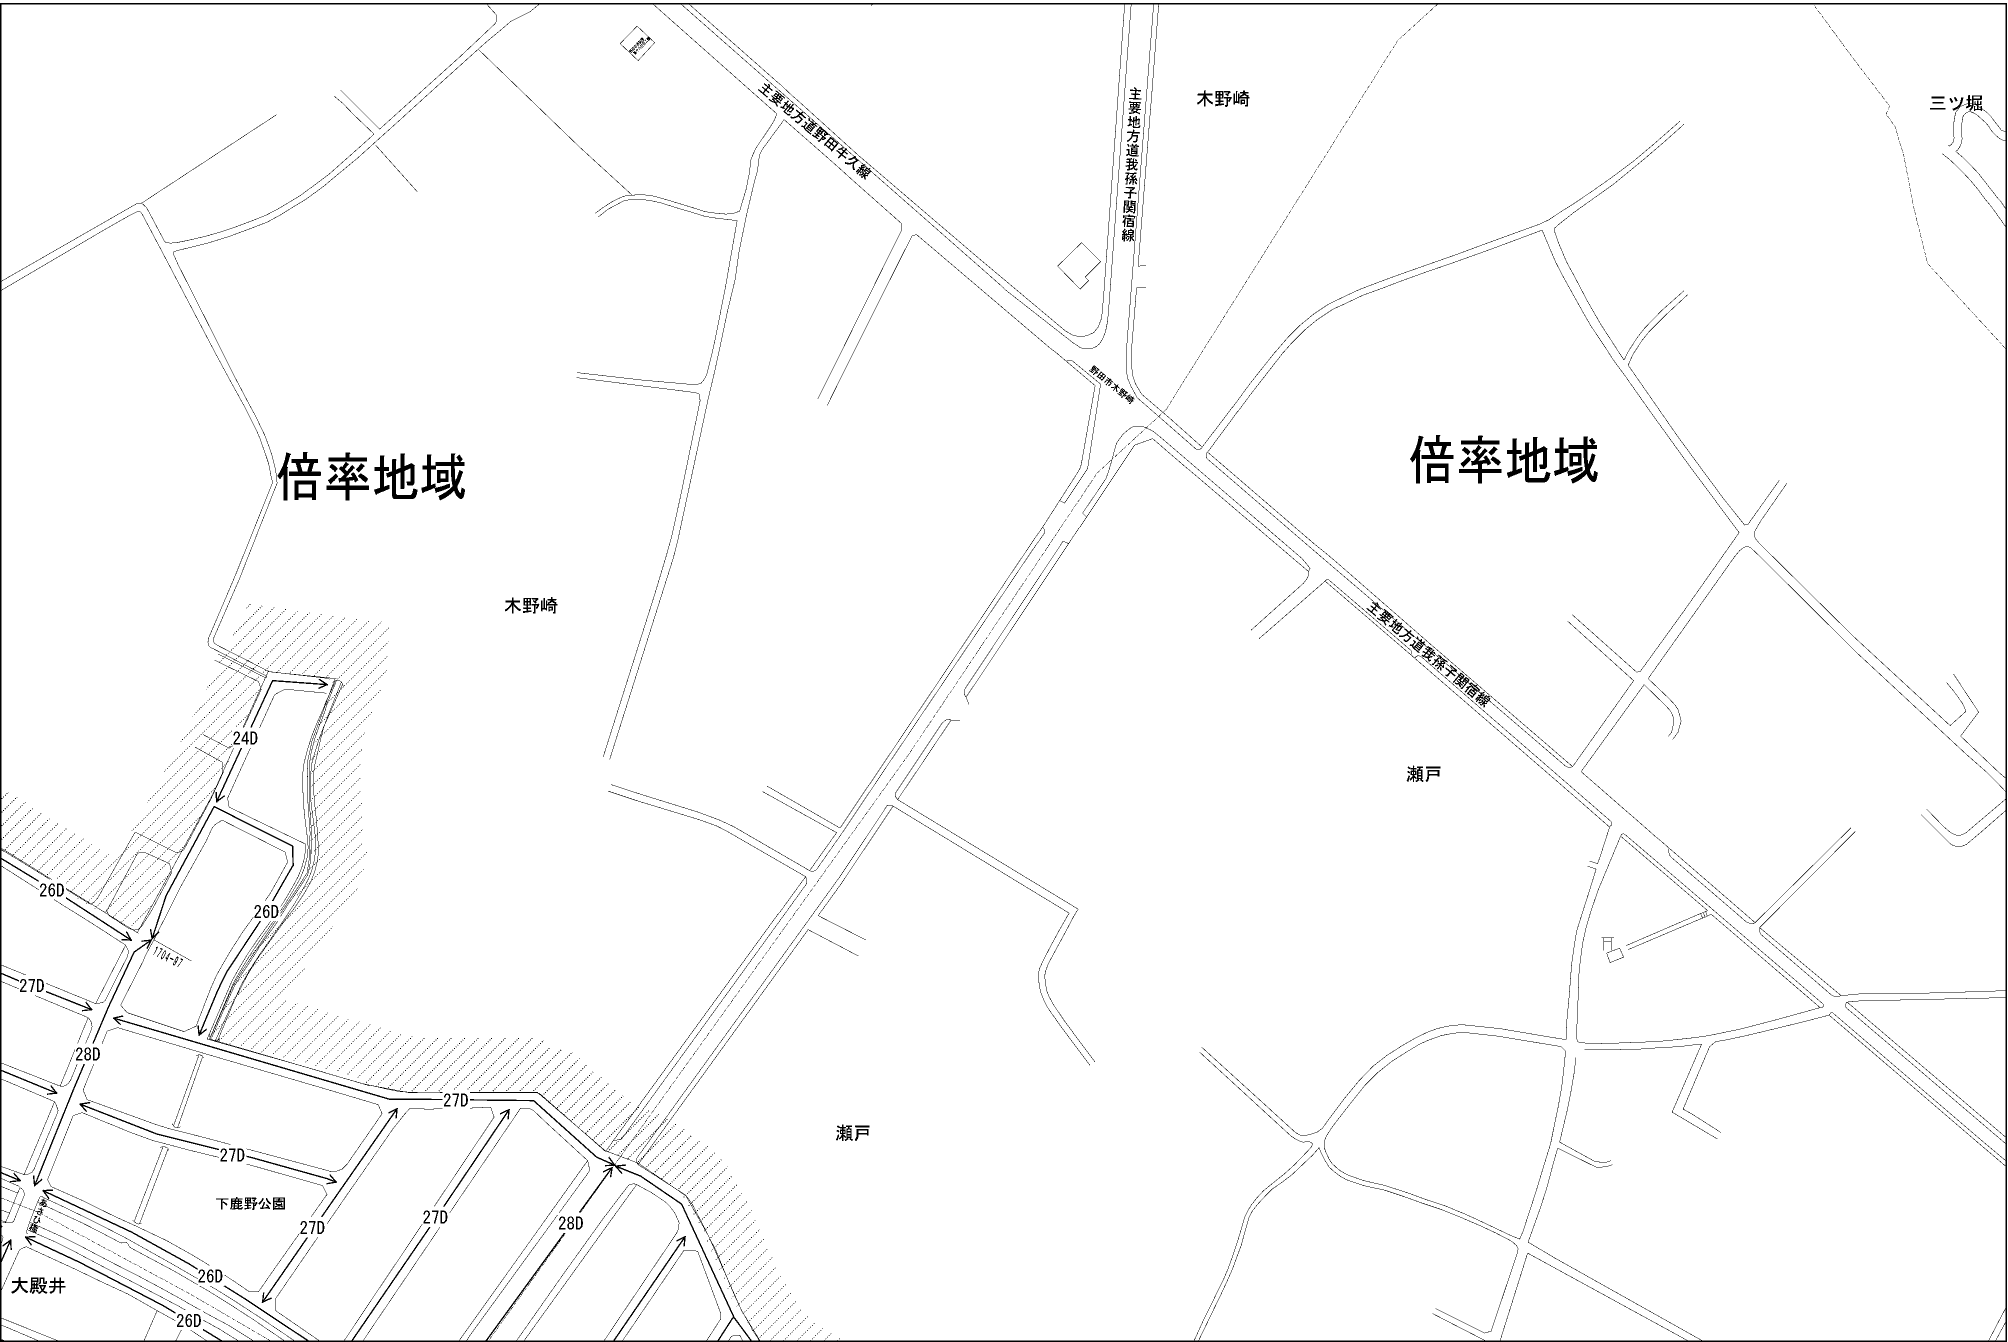 主要地方道野田牛久線
主要地方道我孫子関宿線
木野崎
三ツ堀
野田市木野崎
倍率地域
倍率地域
木野崎
主要地方道我孫子関宿線
24D
瀬戸
26D
26D
1704-87
27D
28D
27D
瀬戸
27D
下鹿野公園
27D
27D
28D
大殿井
26D
26D